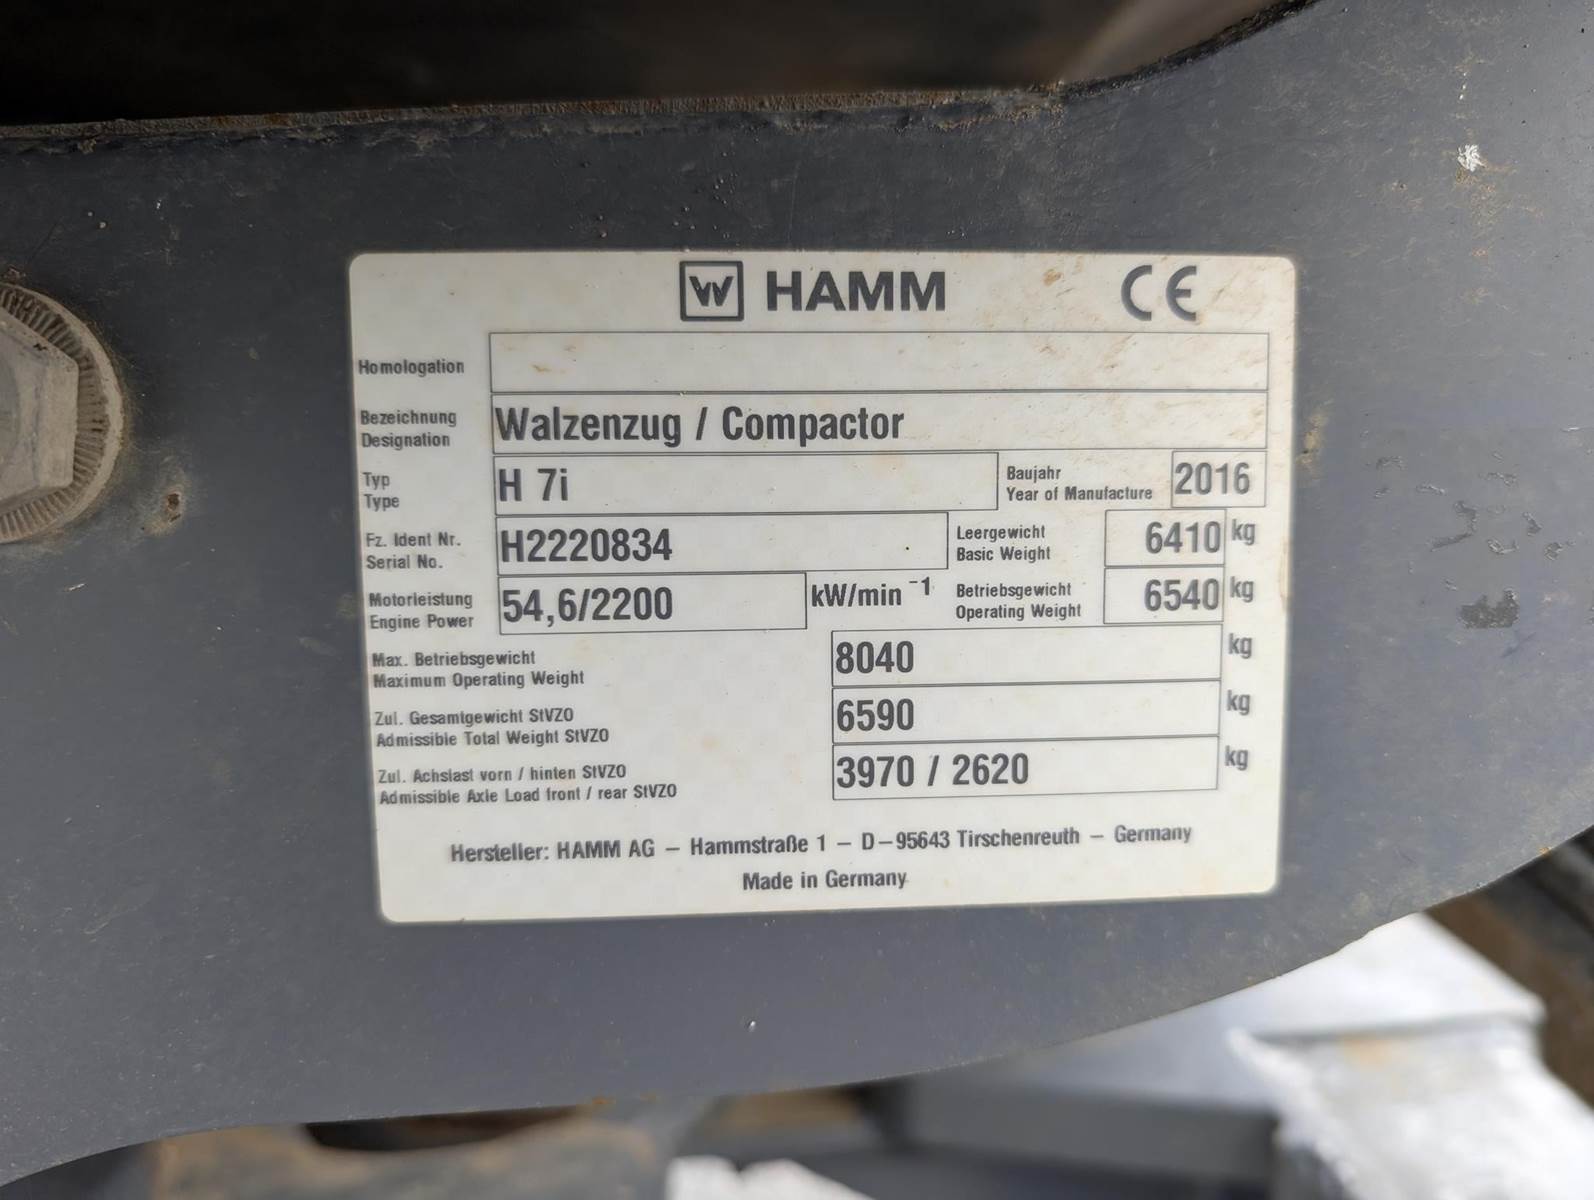 W HAMM CE
Homologation
Bezeichnung
Designation
Walzenzug / Compactor
Typ
Type
H 7i
Baujahr
Year of Manufacture
2016
Fz. Ident Nr.
Serial No.
H2220834
Leergewicht
Basic Weight
6410 kg
Motorleistung
Engine Power
54,6/2200 kW/min ⁻¹
Betriebsgewicht
Operating Weight
6540 kg
Max. Betriebsgewicht
Maximum Operating Weight
8040 kg
Zul. Gesamtgewicht StVZO
Admissible Total Weight StVZO
6590 kg
Zul. Achslast vorn / hinten StVZO
Admissible Axle Load front / rear StVZO
3970 / 2620 kg
Hersteller: HAMM AG – Hammstraße 1 – D–95643 Tirschenreuth – Germany
Made in Germany